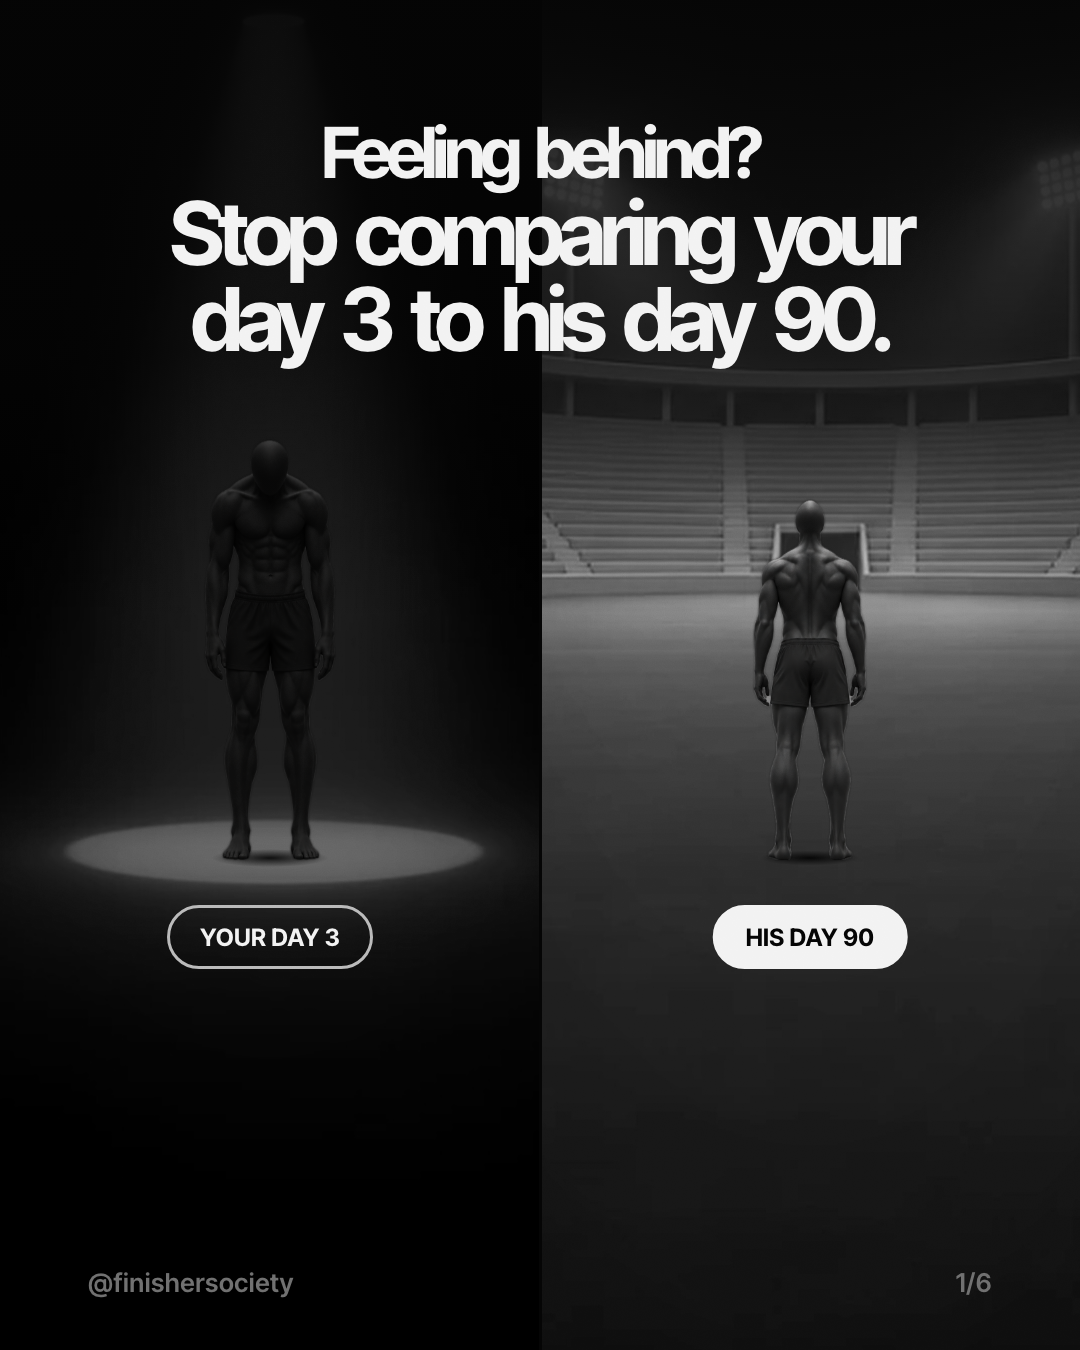 Feeling behind?
Stop comparing your
day 3 to his day 90.
YOUR DAY 3
HIS DAY 90
@finishersociety
1/6